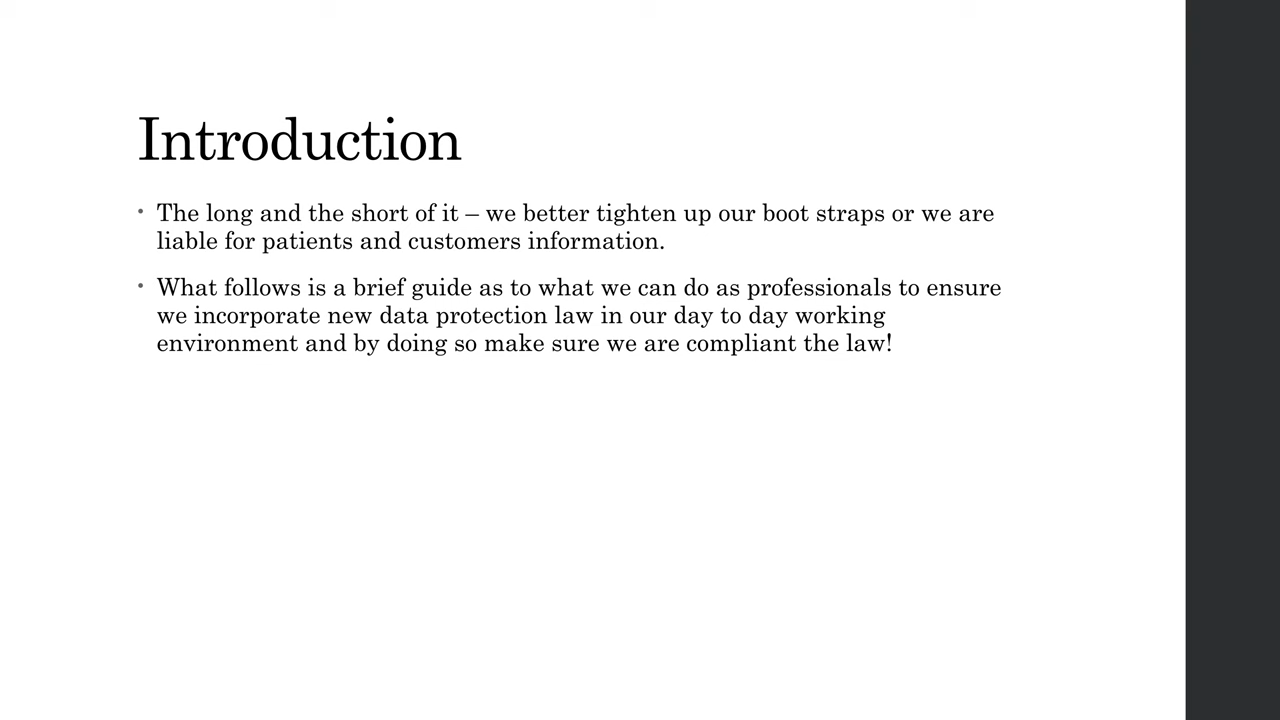 Introduction
• The long and the short of it – we better tighten up our boot straps or we are
liable for patients and customers information.
• What follows is a brief guide as to what we can do as professionals to ensure
we incorporate new data protection law in our day to day working
environment and by doing so make sure we are compliant the law!